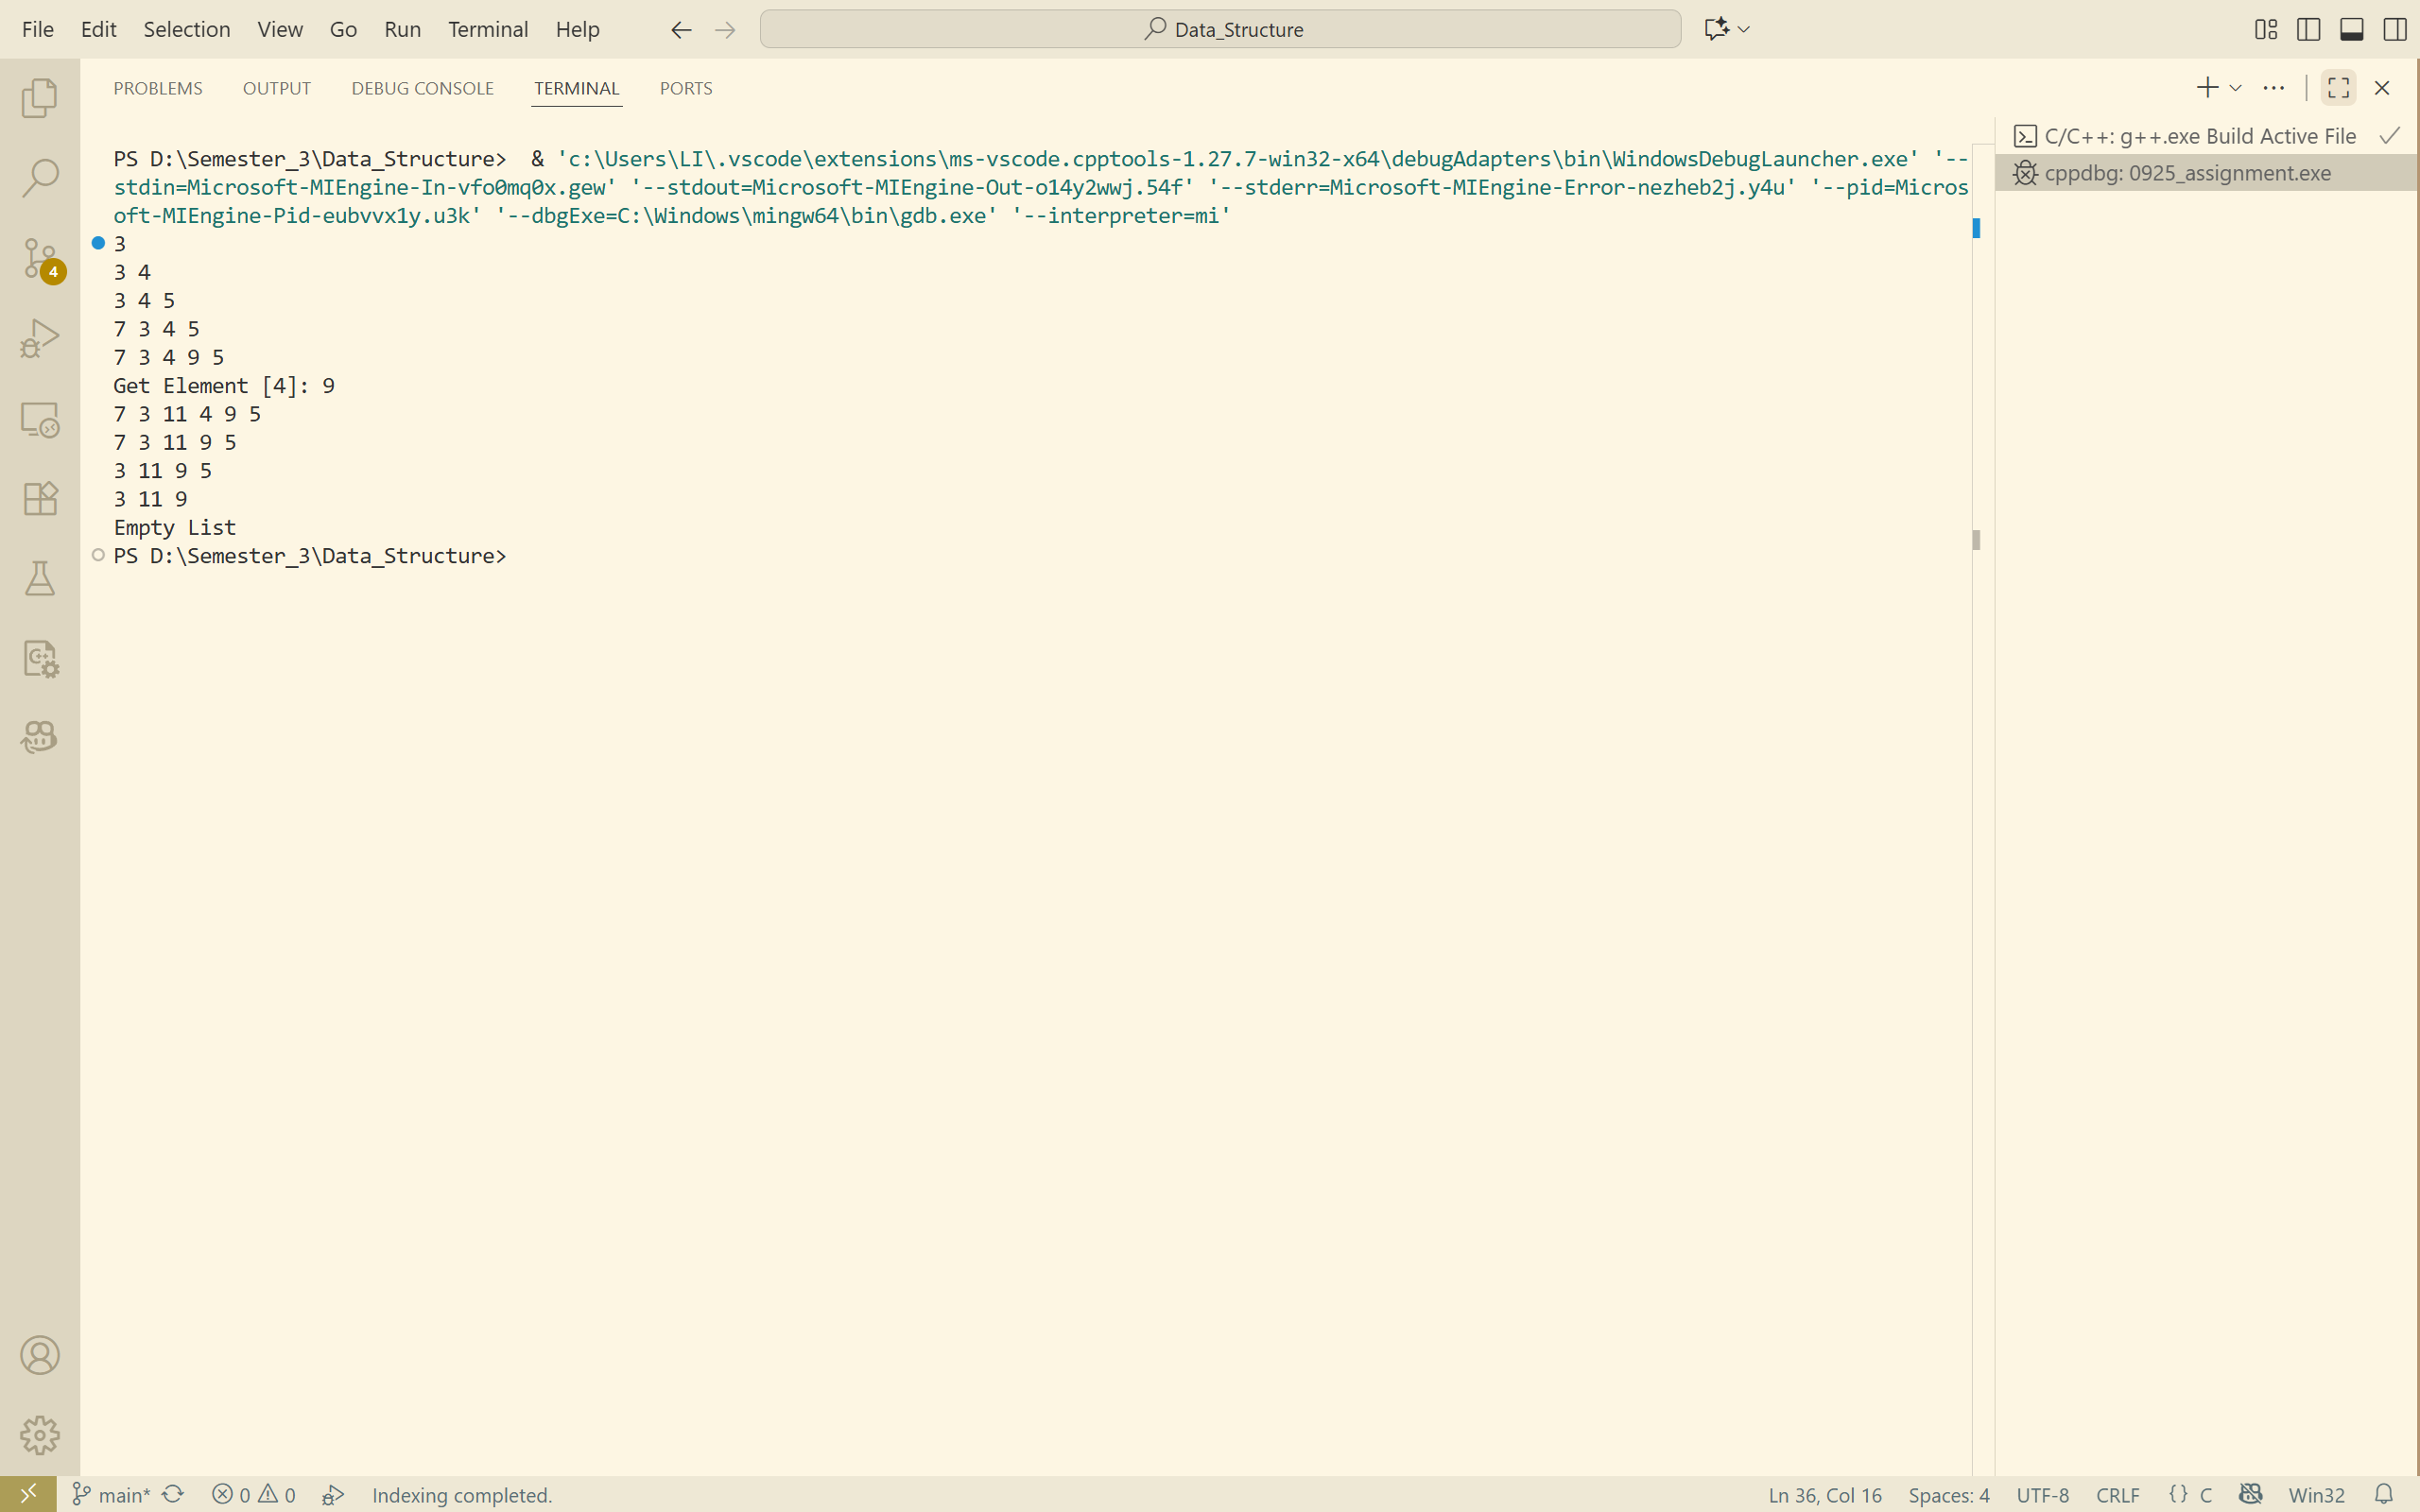 File Edit Selection View Go Run Terminal Help
Data_Structure
PROBLEMS OUTPUT DEBUG CONSOLE TERMINAL PORTS
PS D:\Semester_3\Data_Structure>  & 'c:\Users\LI\.vscode\extensions\ms-vscode.cpptools-1.27.7-win32-x64\debugAdapters\bin\WindowsDebugLauncher.exe' '--
stdin=Microsoft-MIEngine-In-vfo0mq0x.gew' '--stdout=Microsoft-MIEngine-Out-o14y2wwj.54f' '--stderr=Microsoft-MIEngine-Error-nezheb2j.y4u' '--pid=Micros
oft-MIEngine-Pid-eubvvx1y.u3k' '--dbgExe=C:\Windows\mingw64\bin\gdb.exe' '--interpreter=mi'
3
3 4
3 4 5
7 3 4 5
7 3 4 9 5
Get Element [4]: 9
7 3 11 4 9 5
7 3 11 9 5
3 11 9 5
3 11 9
Empty List
PS D:\Semester_3\Data_Structure>
C/C++: g++.exe Build Active File
cppdbg: 0925_assignment.exe
4
main* 0 0 Indexing completed.
Ln 36, Col 16 Spaces: 4 UTF-8 CRLF {} C Win32